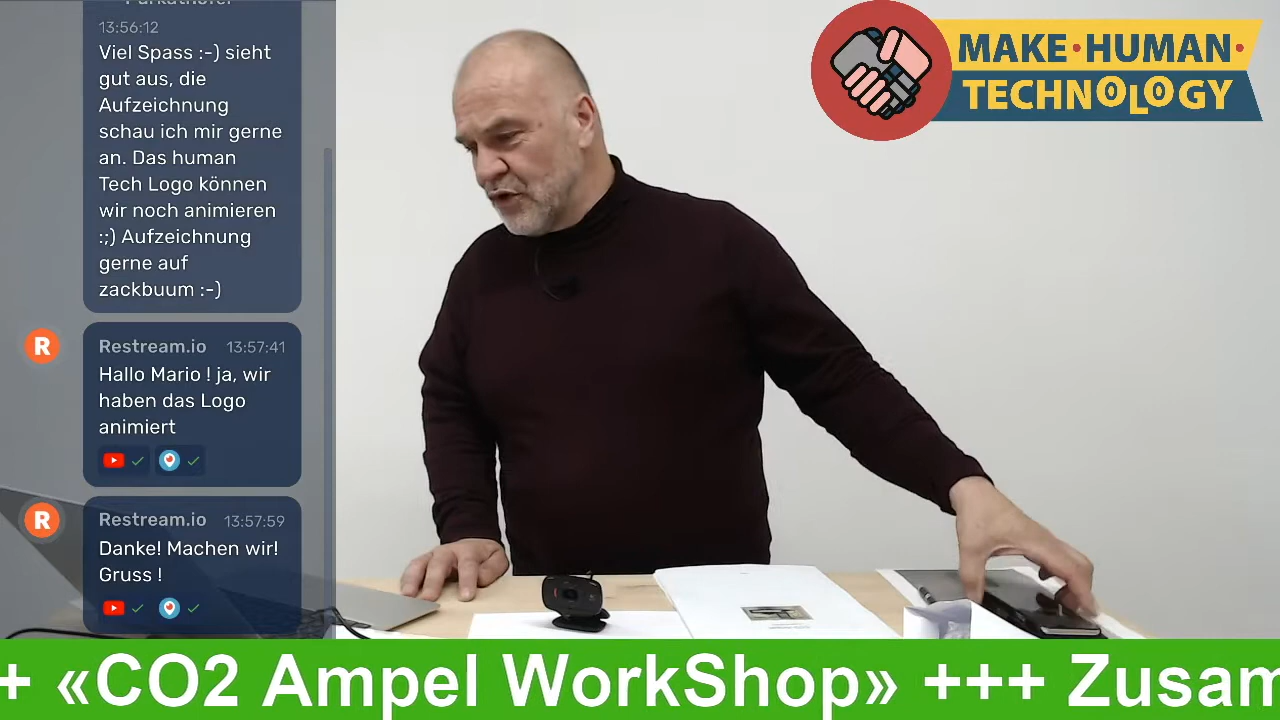 13:56:12
Viel Spass :-) sieht
gut aus, die
Aufzeichnung
schau ich mir gerne
an. Das human
Tech Logo können
wir noch animieren
:;) Aufzeichnung
gerne auf
zackbuum :-)
R
Restream.io 13:57:41
Hallo Mario ! ja, wir
haben das Logo
animiert
R
Restream.io 13:57:59
Danke! Machen wir!
Gruss !
MAKE·HUMAN·
TECHNOLOGY
+ «CO2 Ampel WorkShop» +++ Zusam